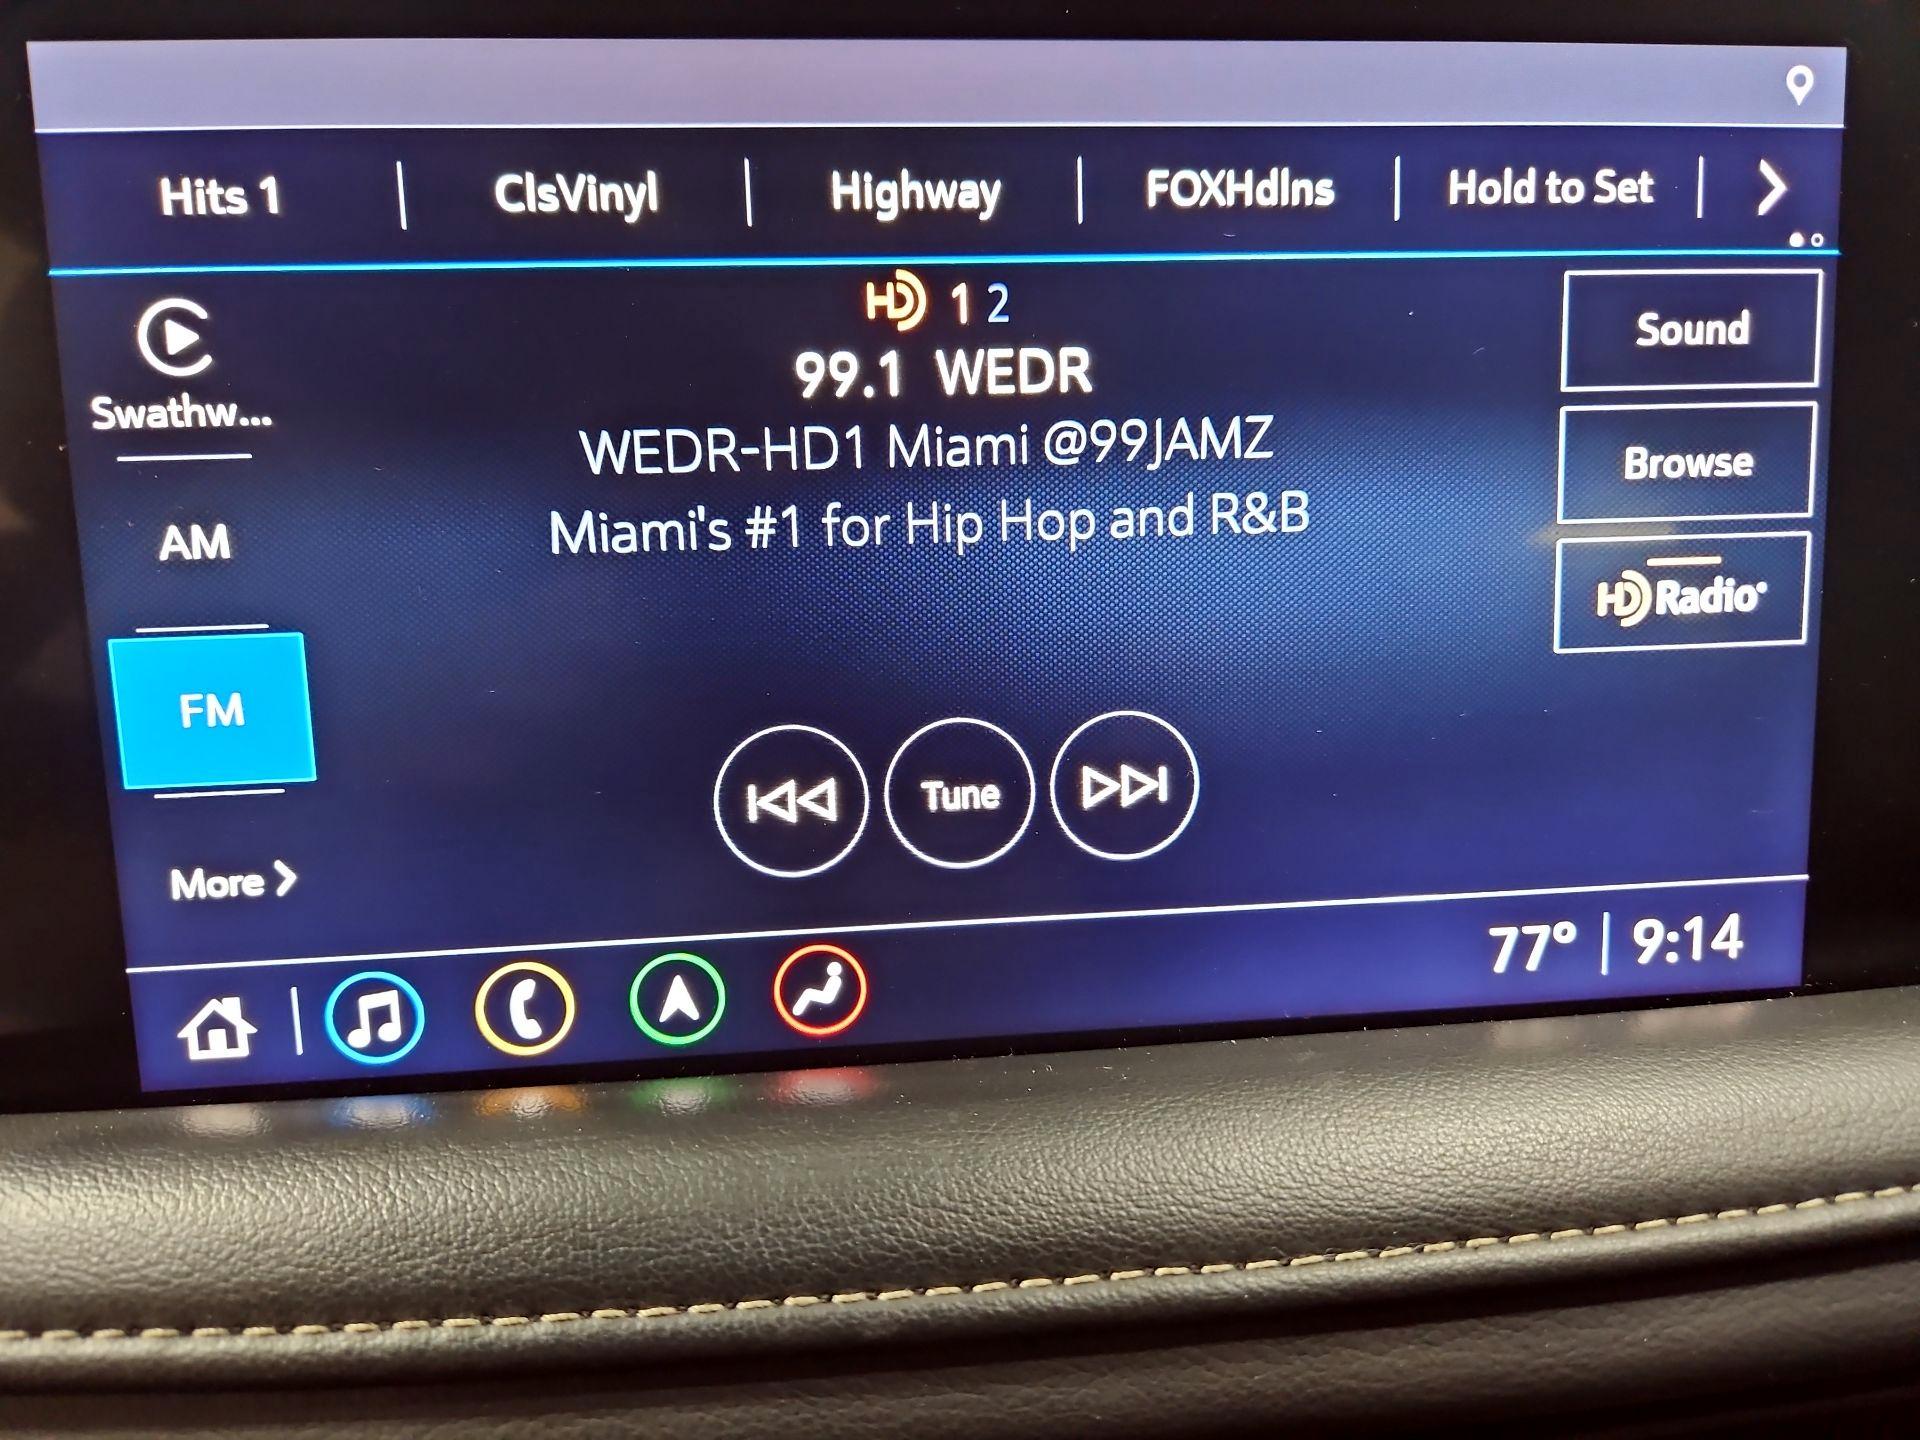 Hits 1 | ClsVinyl | Highway | FOXHdlns | Hold to Set |
HD 1 2
99.1 WEDR
WEDR-HD1 Miami @99JAMZ
Miami's #1 for Hip Hop and R&B
Swathw...
AM
FM
More
Sound
Browse
HD Radio
Tune
77° | 9:14